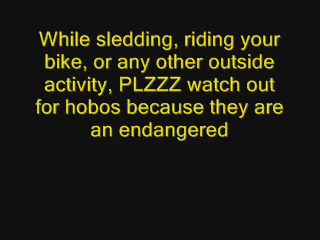 While sledding, riding your
bike, or any other outside
activity, PLZZZ watch out
for hobos because they are
an endangered